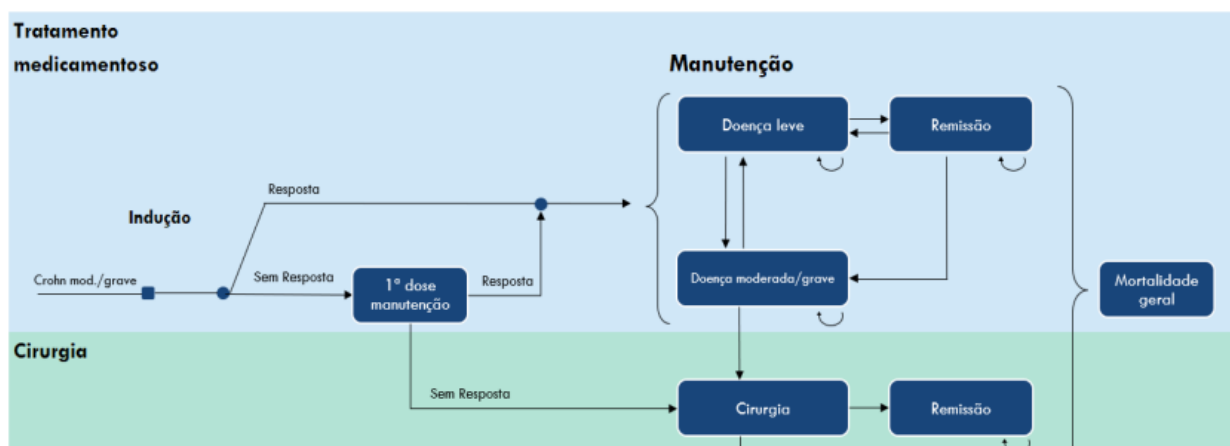 Tratamento
medicamentoso
Manutenção
Doença leve
Remissão
Resposta
Indução
Crohn mod./grave
Sem Resposta
1ª dose
manutenção
Resposta
Doença moderada/grave
Mortalidade
geral
Cirurgia
Sem Resposta
Cirurgia
Remissão